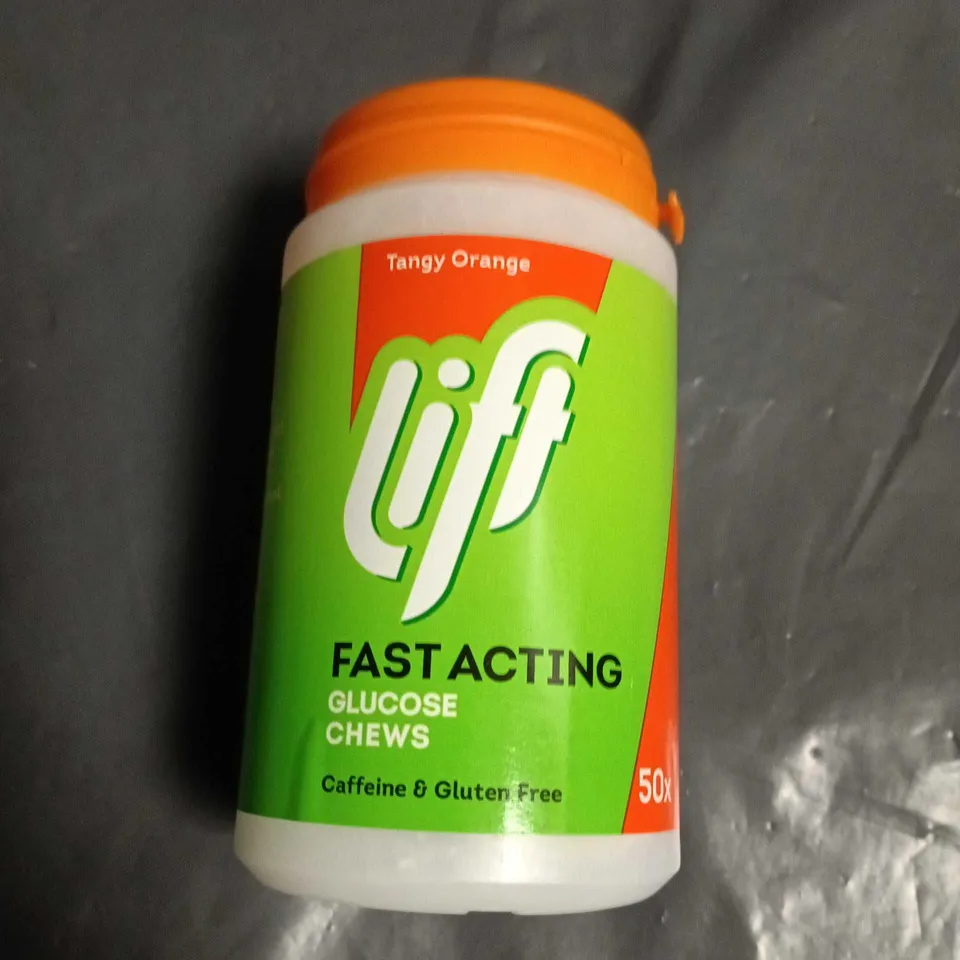 Tangy Orange
Lift
FAST ACTING
GLUCOSE
CHEWS
Caffeine & Gluten Free
50x